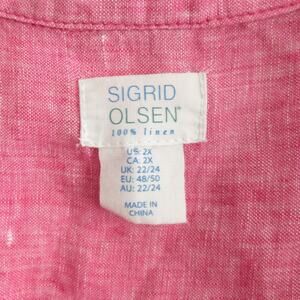 SIGRID
OLSEN®
100% linen
US: 2X
CA: 2X
UK: 22/24
EU: 48/50
AU: 22/24
MADE IN
CHINA